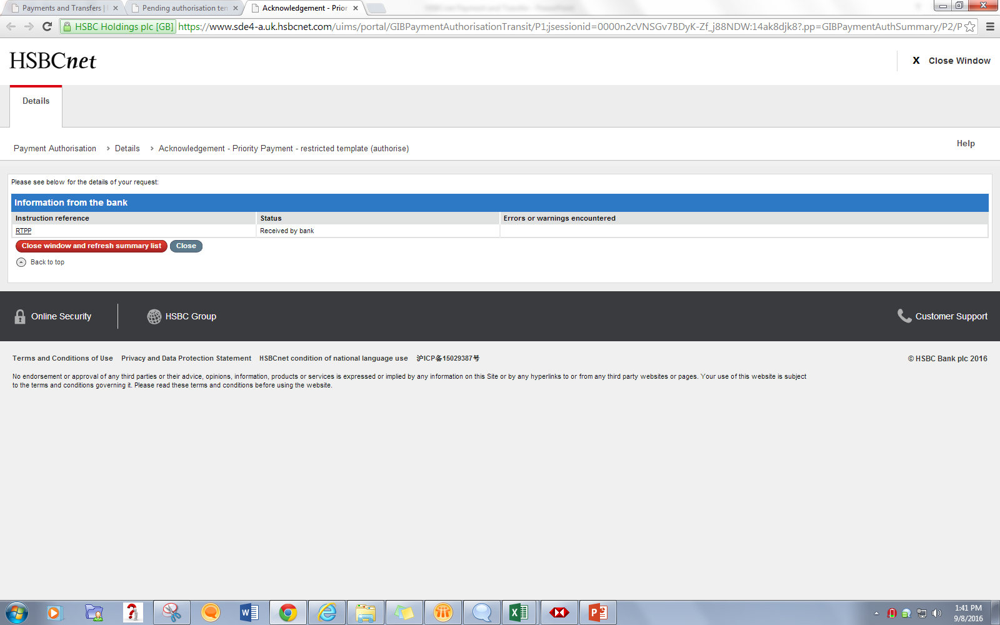 Payments and Transfers |
Pending authorisation ten
Acknowledgement - Prior
HSBC Holdings plc [GB]
https://www.sde4-a.uk.hsbcnet.com/uims/portal/GIBPaymentAuthorisationTransit/P1;jsessionid=0000n2cVNSGv7BDyK-Zf_j88NDW:14ak8djk8?.pp=GIBPaymentAuthSummary/P2/P
HSBCnet
X Close Window
Details
Payment Authorisation > Details > Acknowledgement - Priority Payment - restricted template (authorise)
Help
Please see below for the details of your request:
Information from the bank
Instruction reference Status Errors or warnings encountered
RTPP Received by bank
Close window and refresh summary list Close
Back to top
Online Security HSBC Group Customer Support
Terms and Conditions of Use Privacy and Data Protection Statement HSBCnet condition of national language use 沪ICP备15029387号 © HSBC Bank plc 2016
No endorsement or approval of any third parties or their advice, opinions, information, products or services is expressed or implied by any information on this Site or by any hyperlinks to or from any third party websites or pages. Your use of this website is subject
to the terms and conditions governing it. Please read these terms and conditions before using the website.
1:41 PM
9/8/2016